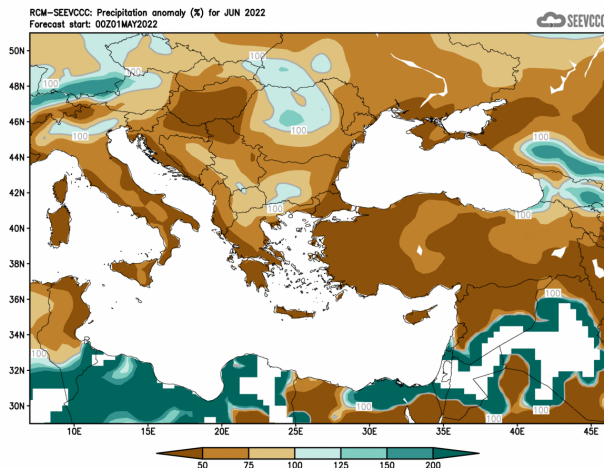 RCM-SEEVCCC: Precipitation anomaly (%) for JUN 2022
Forecast start: 00Z01MAY2022
SEEVCCC
50N
48N
46N
44N
42N
40N
38N
36N
34N
32N
30N
100
100
100
100
100
100
100
100
100
100
100
100
10E 15E 20E 25E 30E 35E 40E 45E
50 75 100 125 150 200